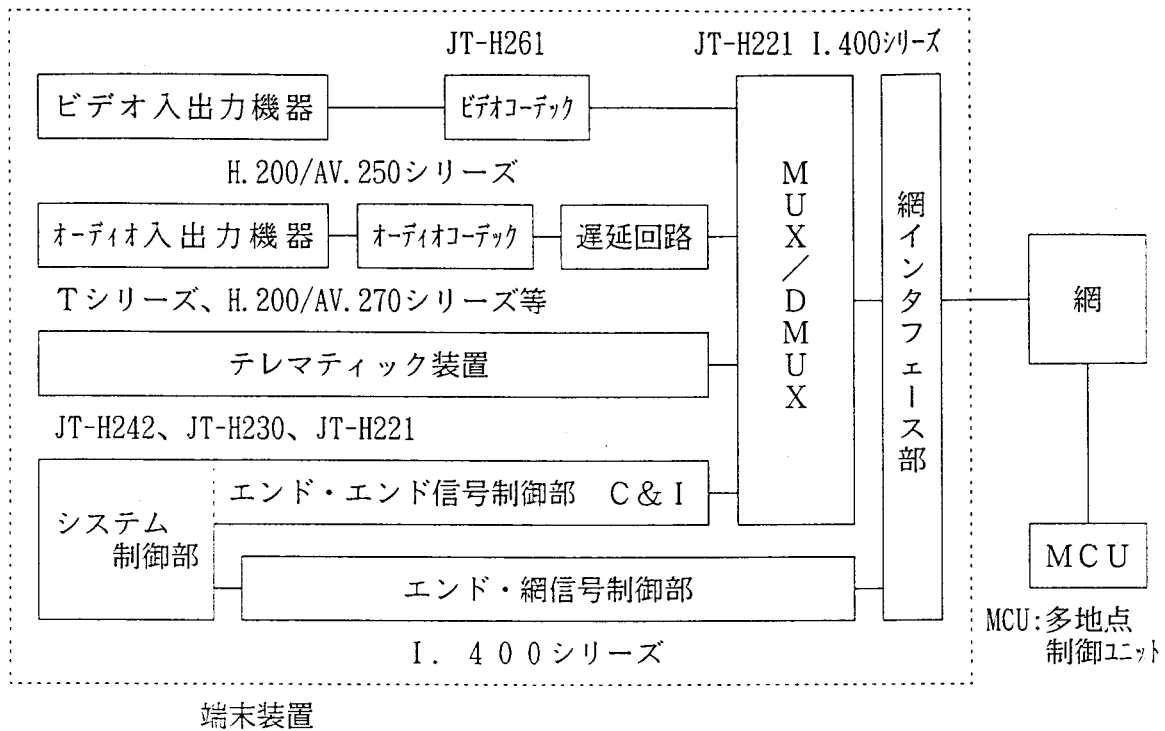 JT-H261
JT-H221 I.400シリーズ
ビデオ入出力機器
ビデオコーデック
H.200/AV.250シリーズ
オーディオ入出力機器
オーディオコーデック
遅延回路
Tシリーズ、H.200/AV.270シリーズ等
テレマティック装置
JT-H242、JT-H230、JT-H221
エンド・エンド信号制御部 C&I
システム
制御部
エンド・網信号制御部
I. 400シリーズ
MUX/DMUX
網インタフェース部
網
MCU
MCU:多地点
制御ユニット
端末装置